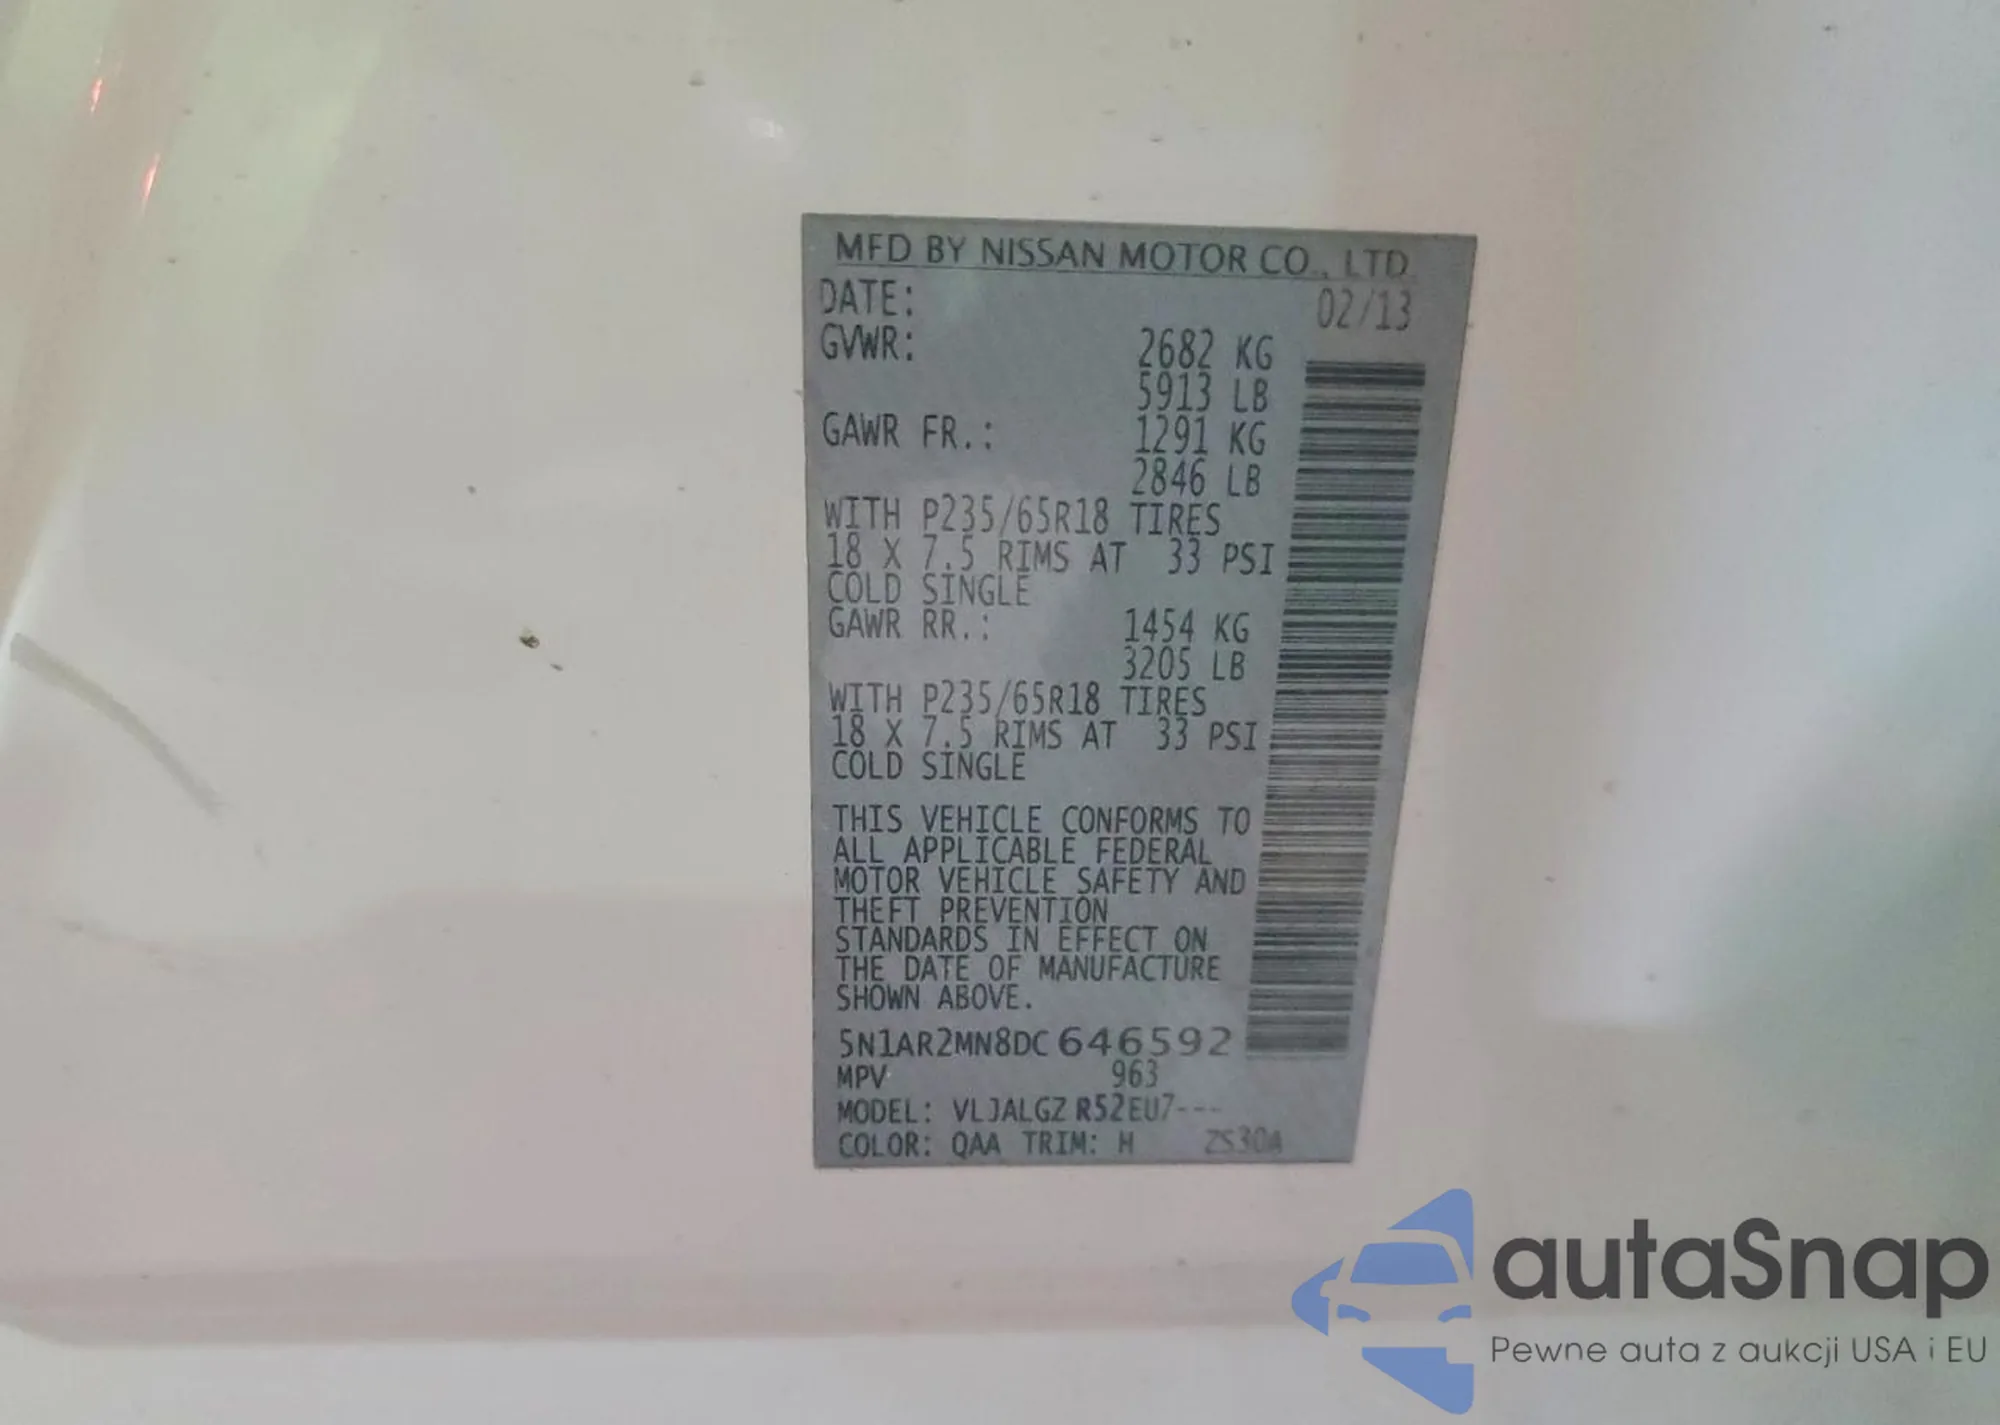 MFD BY NISSAN MOTOR CO., LTD.
DATE: 02/13
GVWR: 2682 KG
5913 LB
GAWR FR.: 1291 KG
2846 LB
WITH P235/65R18 TIRES
18 X 7.5 RIMS AT 33 PSI
COLD SINGLE
GAWR RR.: 1454 KG
3205 LB
WITH P235/65R18 TIRES
18 X 7.5 RIMS AT 33 PSI
COLD SINGLE
THIS VEHICLE CONFORMS TO
ALL APPLICABLE FEDERAL
MOTOR VEHICLE SAFETY AND
THEFT PREVENTION
STANDARDS IN EFFECT ON
THE DATE OF MANUFACTURE
SHOWN ABOVE.
5N1AR2MN8DC646592
MPV 963
MODEL: VLJALGZ R52EU7---
COLOR: QAA TRIM: H ZS30A
autaSnap
Pewne auta z aukcji USA i EU